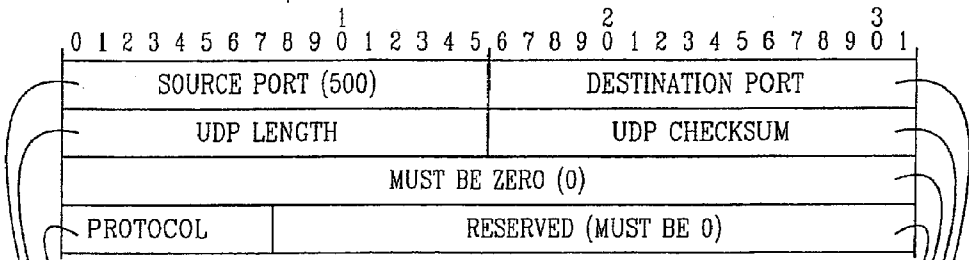 1 2 3
0 1 2 3 4 5 6 7 8 9 0 1 2 3 4 5 6 7 8 9 0 1 2 3 4 5 6 7 8 9 0 1
SOURCE PORT (500) DESTINATION PORT
UDP LENGTH UDP CHECKSUM
MUST BE ZERO (0)
PROTOCOL RESERVED (MUST BE 0)